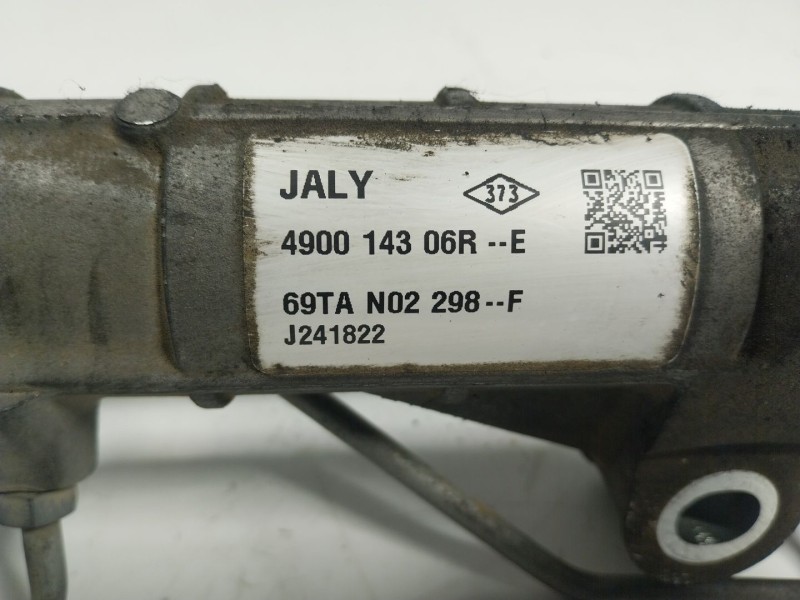 JALY 373
4900 143 06R--E
69TA N02 298--F
J241822